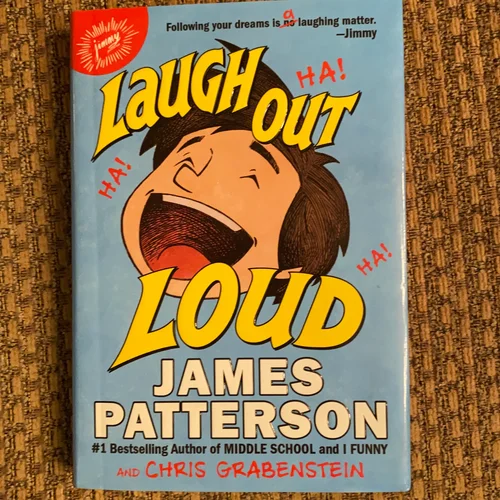 jimmy
Following your dreams is no a laughing matter.
—Jimmy
LAUGH
OUT
HA!
HA!
HA!
LOUD
JAMES
PATTERSON
#1 Bestselling Author of MIDDLE SCHOOL and I FUNNY
AND CHRIS GRABENSTEIN